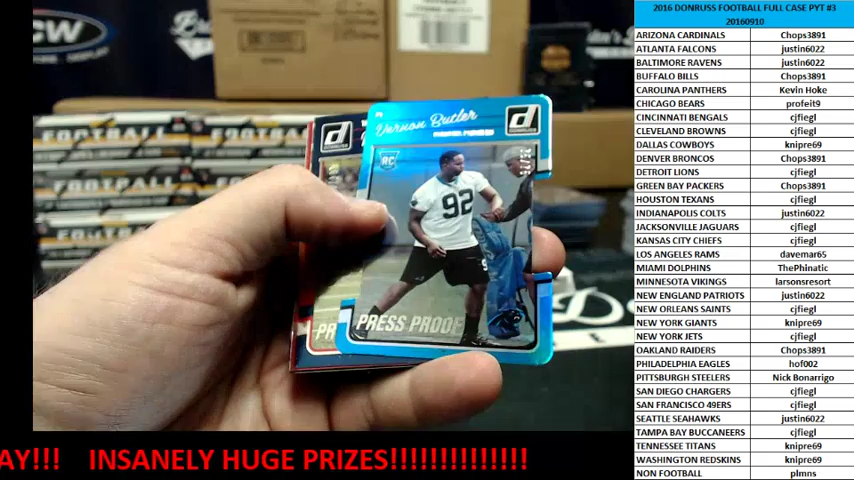 DISPLAY
FOOTBALL
FOOTBALL
Vernon Butler
DONRUSS
DONRUSS
RC
92
PR
PRESS PROOF
AY!!! INSANELY HUGE PRIZES!!!!!!!!!!!!!!!
2016 DONRUSS FOOTBALL FULL CASE PYT #3
20160910
ARIZONA CARDINALS Chops3891
ATLANTA FALCONS justin6022
BALTIMORE RAVENS justin6022
BUFFALO BILLS Chops3891
CAROLINA PANTHERS Kevin Hoke
CHICAGO BEARS profeit9
CINCINNATI BENGALS cjfiegl
CLEVELAND BROWNS cjfiegl
DALLAS COWBOYS knipre69
DENVER BRONCOS Chops3891
DETROIT LIONS cjfiegl
GREEN BAY PACKERS Chops3891
HOUSTON TEXANS cjfiegl
INDIANAPOLIS COLTS justin6022
JACKSONVILLE JAGUARS cjfiegl
KANSAS CITY CHIEFS cjfiegl
LOS ANGELES RAMS davemar65
MIAMI DOLPHINS ThePhinatic
MINNESOTA VIKINGS larsonsresort
NEW ENGLAND PATRIOTS justin6022
NEW ORLEANS SAINTS cjfiegl
NEW YORK GIANTS knipre69
NEW YORK JETS cjfiegl
OAKLAND RAIDERS Chops3891
PHILADELPHIA EAGLES hof002
PITTSBURGH STEELERS Nick Bonarrigo
SAN DIEGO CHARGERS cjfiegl
SAN FRANCISCO 49ERS cjfiegl
SEATTLE SEAHAWKS justin6022
TAMPA BAY BUCCANEERS cjfiegl
TENNESSEE TITANS knipre69
WASHINGTON REDSKINS knipre69
NON FOOTBALL plmns